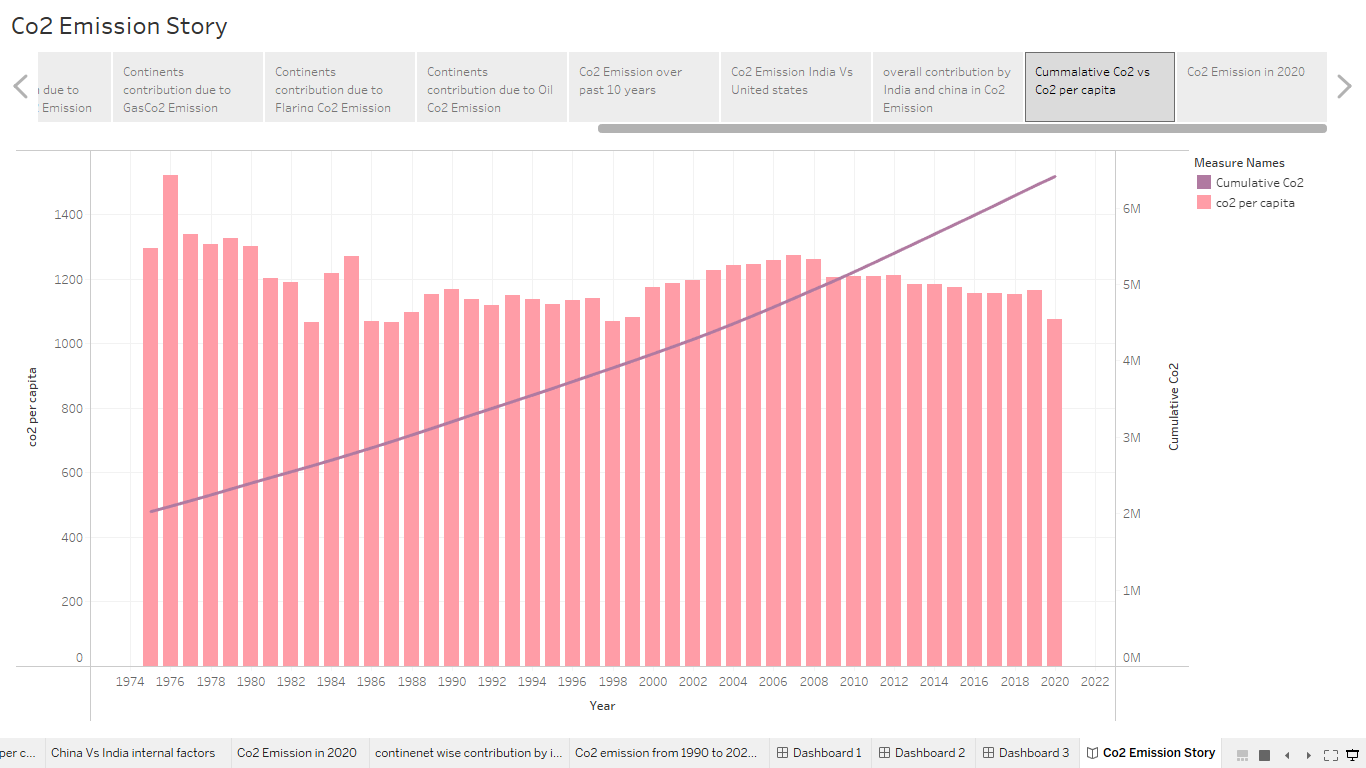 Co2 Emission Story
due to
Emission
Continents
contribution due to
GasCo2 Emission
Continents
contribution due to
Flaring Co2 Emission
Continents
contribution due to Oil
Co2 Emission
Co2 Emission over
past 10 years
Co2 Emission India Vs
United states
overall contribution by
India and china in Co2
Emission
Cummalative Co2 vs
Co2 per capita
Co2 Emission in 2020
Measure Names
Cumulative Co2
co2 per capita
1400
1200
1000
800
600
400
200
0
co2 per capita
6M
5M
4M
3M
2M
1M
0M
Cumulative Co2
1974 1976 1978 1980 1982 1984 1986 1988 1990 1992 1994 1996 1998 2000 2002 2004 2006 2008 2010 2012 2014 2016 2018 2020 2022
Year
per c... China Vs India internal factors Co2 Emission in 2020 continenet wise contribution by i... Co2 emission from 1990 to 202... Dashboard 1 Dashboard 2 Dashboard 3 Co2 Emission Story